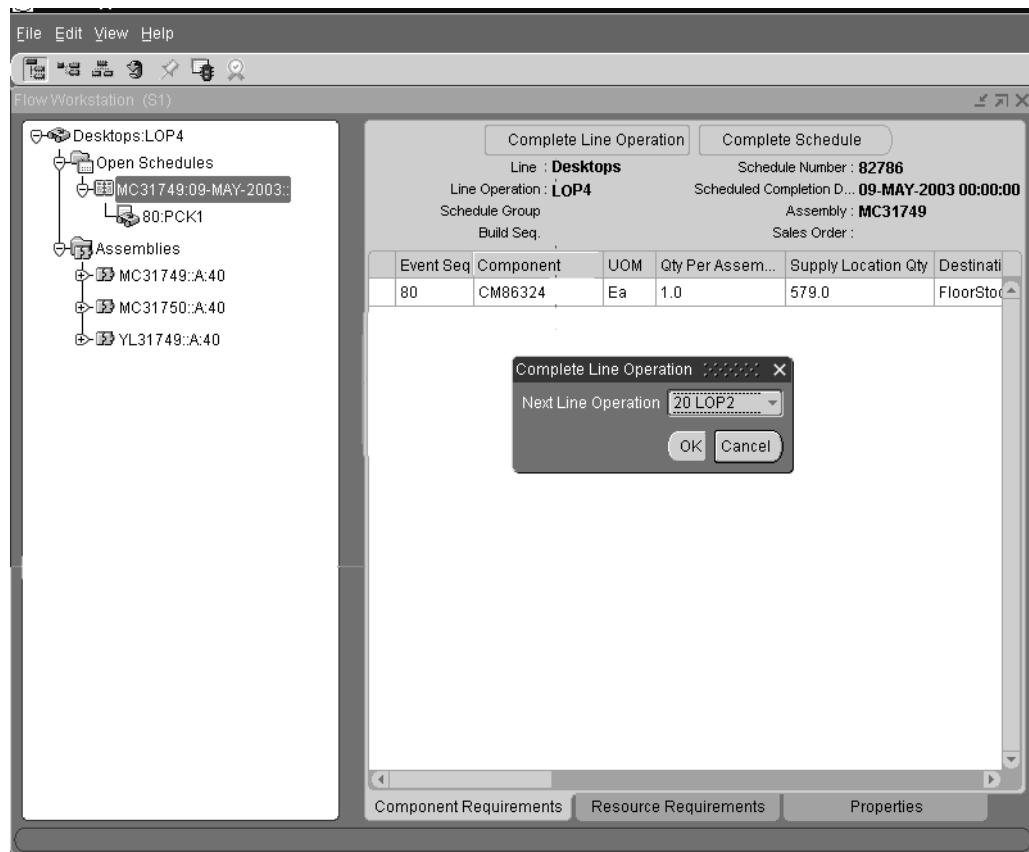 File Edit View Help
Flow Workstation (S1)
Desktops:LOP4
Open Schedules
MC31749:09-MAY-2003::
80:PCK1
Assemblies
MC31749::A:40
MC31750::A:40
YL31749::A:40
Complete Line Operation Complete Schedule
Line : Desktops Schedule Number : 82786
Line Operation : LOP4 Scheduled Completion D... 09-MAY-2003 00:00:00
Schedule Group Assembly : MC31749
Build Seq. Sales Order :
Event Seq Component UOM Qty Per Assem... Supply Location Qty Destinati
80 CM86324 Ea 1.0 579.0 FloorStoc
Complete Line Operation
Next Line Operation 20 LOP2
OK Cancel
Component Requirements Resource Requirements Properties